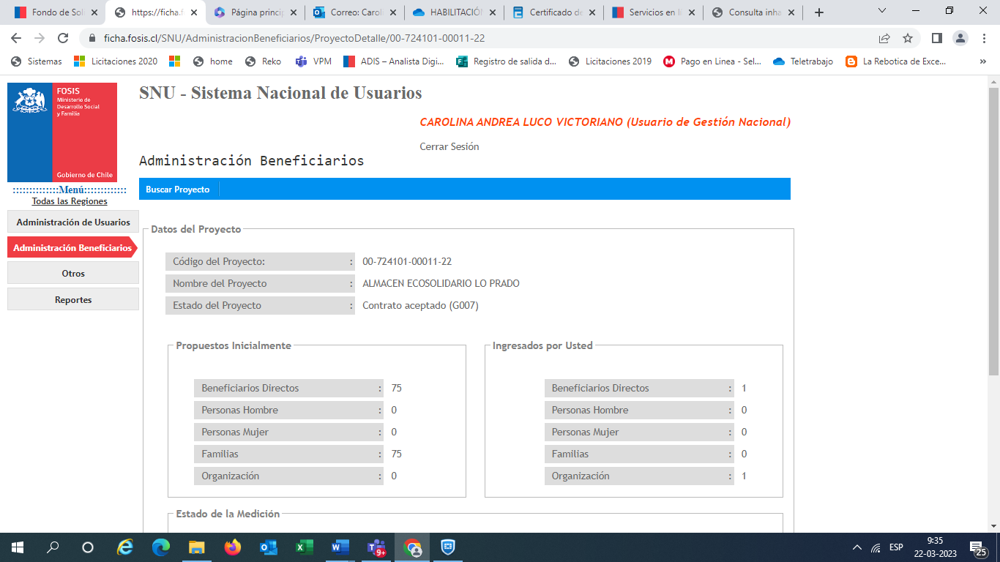 Fondo de Soli
https://ficha.f
Página princip
Correo: Caroli
HABILITACIÓN
Certificado de
Servicios en lí
Consulta inha
ficha.fosis.cl/SNU/AdministracionBeneficiarios/ProyectoDetalle/00-724101-00011-22
Sistemas
Licitaciones 2020
home
Reko
VPM
ADIS – Analista Digi...
Registro de salida d...
Licitaciones 2019
Pago en Linea - Sel...
Teletrabajo
La Rebotica de Exce...
»
FOSIS
Ministerio de
Desarrollo Social
y Familia
Gobierno de Chile
SNU - Sistema Nacional de Usuarios
CAROLINA ANDREA LUCO VICTORIANO (Usuario de Gestión Nacional)
Cerrar Sesión
Administración Beneficiarios
::::::::::::::Menú:::::::::::::
Todas las Regiones
Administración de Usuarios
Administración Beneficiarios
Otros
Reportes
Buscar Proyecto
Datos del Proyecto
Código del Proyecto: : 00-724101-00011-22
Nombre del Proyecto : ALMACEN ECOSOLIDARIO LO PRADO
Estado del Proyecto : Contrato aceptado (G007)
Propuestos Inicialmente
Beneficiarios Directos : 75
Personas Hombre : 0
Personas Mujer : 0
Familias : 75
Organización : 0
Ingresados por Usted
Beneficiarios Directos : 1
Personas Hombre : 0
Personas Mujer : 0
Familias : 0
Organización : 1
Estado de la Medición
9+
ESP
9:35
22-03-2023
25